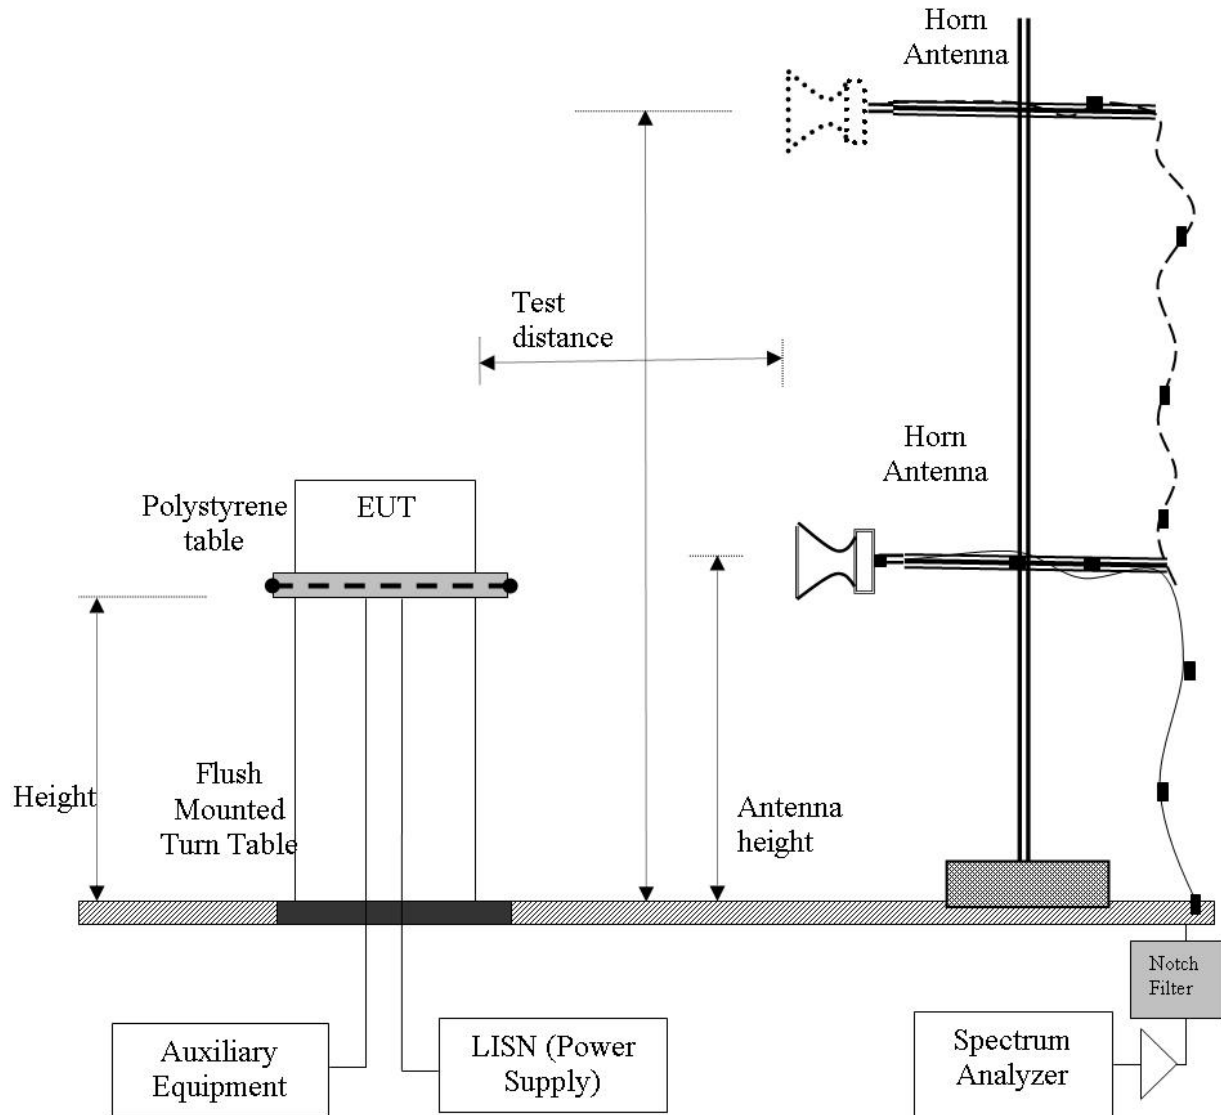 Horn
Antenna
Test
distance
Horn
Antenna
Polystyrene
table
EUT
Height
Flush
Mounted
Turn Table
Antenna
height
Notch
Filter
Auxiliary
Equipment
LISN (Power
Supply)
Spectrum
Analyzer